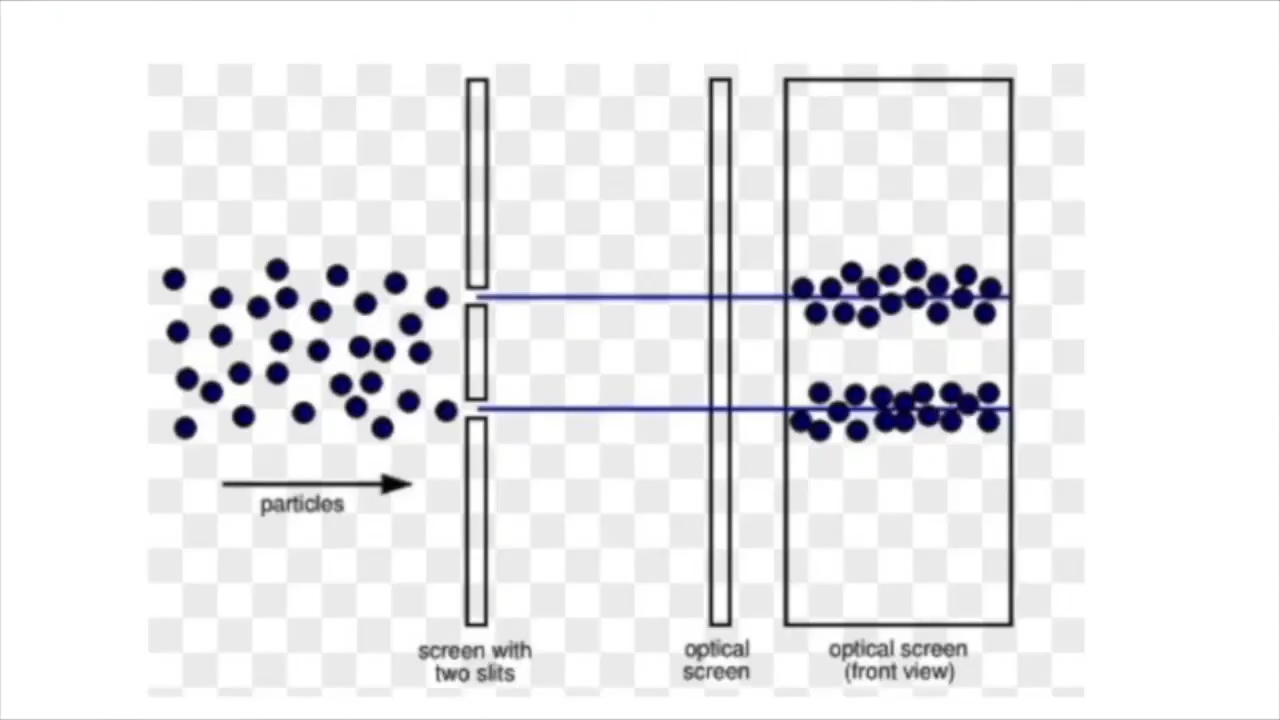 particles
screen with
two slits
optical
screen
optical screen
(front view)